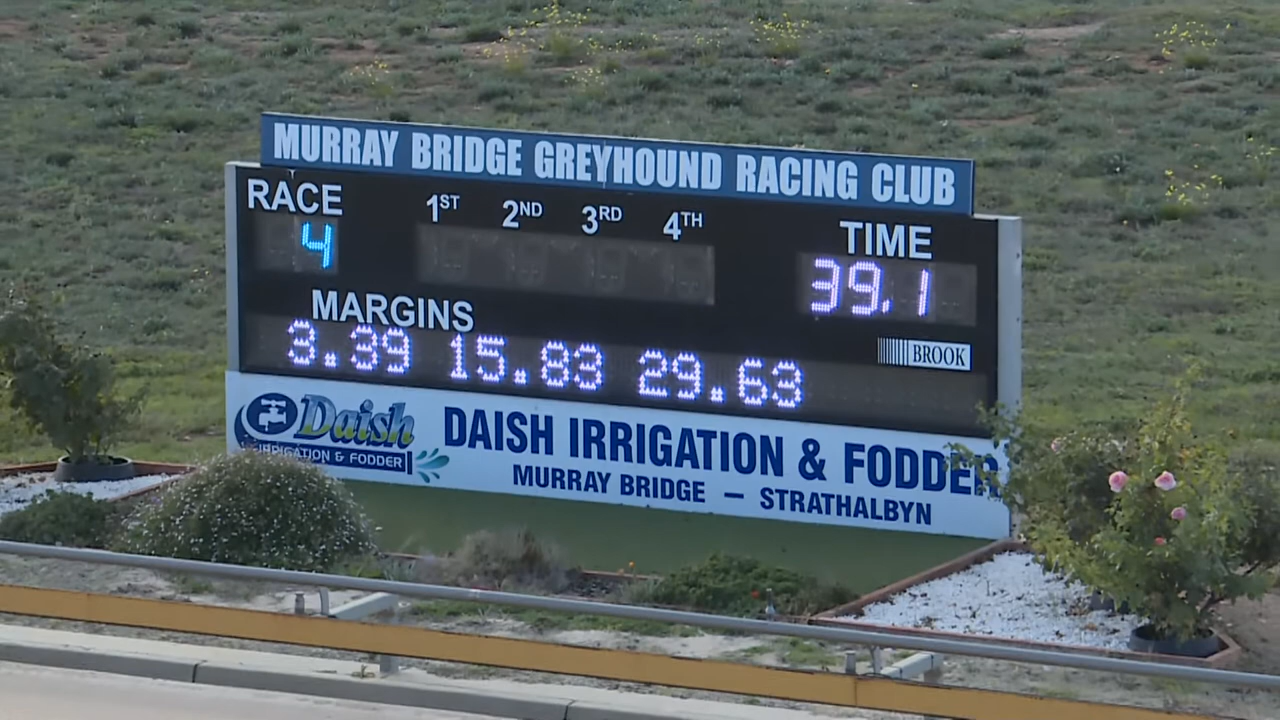 MURRAY BRIDGE GREYHOUND RACING CLUB
RACE 1ST 2ND 3RD 4TH TIME
4 39.1
MARGINS
3.39 15.83 29.63
BROOK
Daish
IRRIGATION & FODDER
DAISH IRRIGATION & FODDER
MURRAY BRIDGE – STRATHALBYN